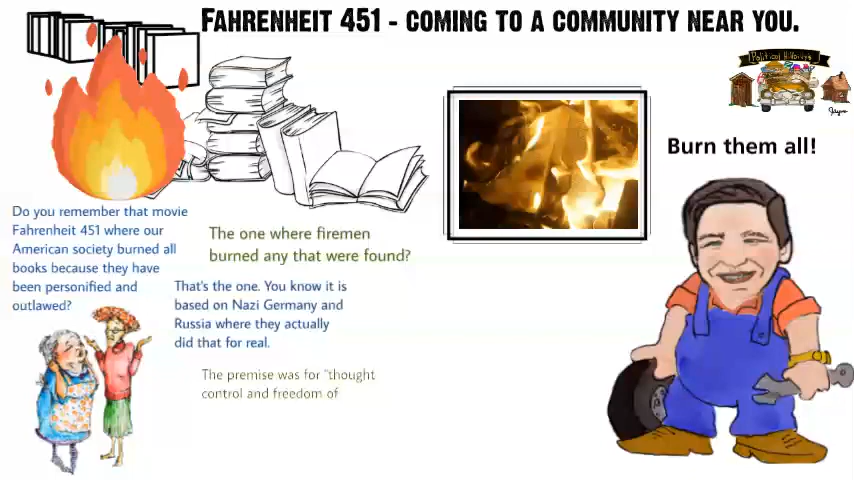 FAHRENHEIT 451 - COMING TO A COMMUNITY NEAR YOU.
Burn them all!
Do you remember that movie
Fahrenheit 451 where our
American society burned all
books because they have
been personified and
outlawed?
The one where firemen
burned any that were found?
That's the one. You know it is
based on Nazi Germany and
Russia where they actually
did that for real.
The premise was for "thought
control and freedom of